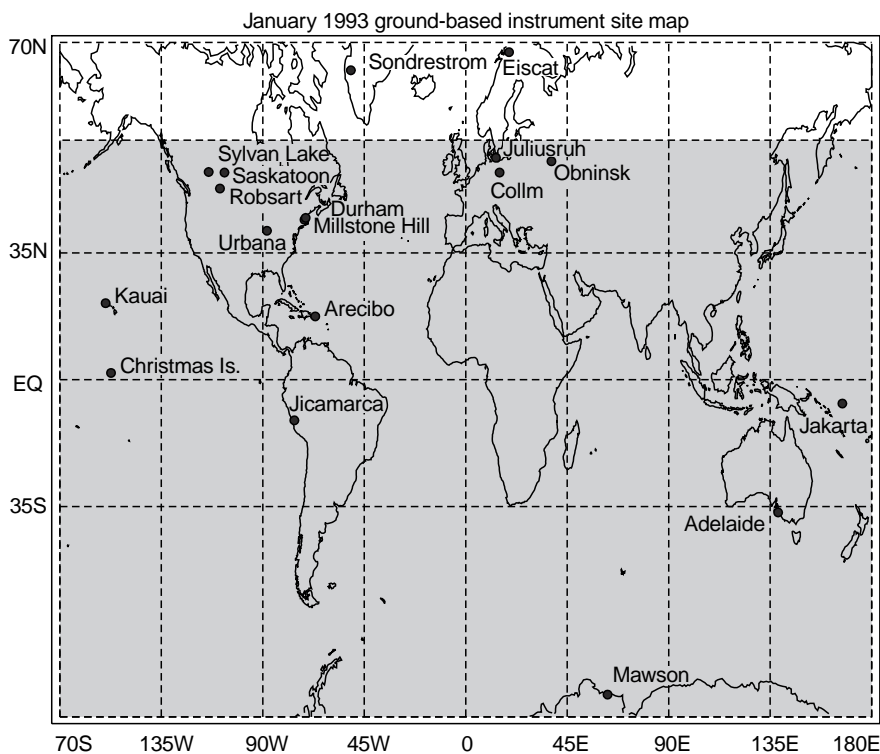 January 1993 ground-based instrument site map
70N
Sondrestrom
Eiscat
Sylvan Lake
Juliusruh
Saskatoon
Obninsk
Robsart
Collm
Durham
Millstone Hill
Urbana
35N
Kauai
Arecibo
Christmas Is.
EQ
Jicamarca
Jakarta
35S
Adelaide
Mawson
70S 135W 90W 45W 0 45E 90E 135E 180E